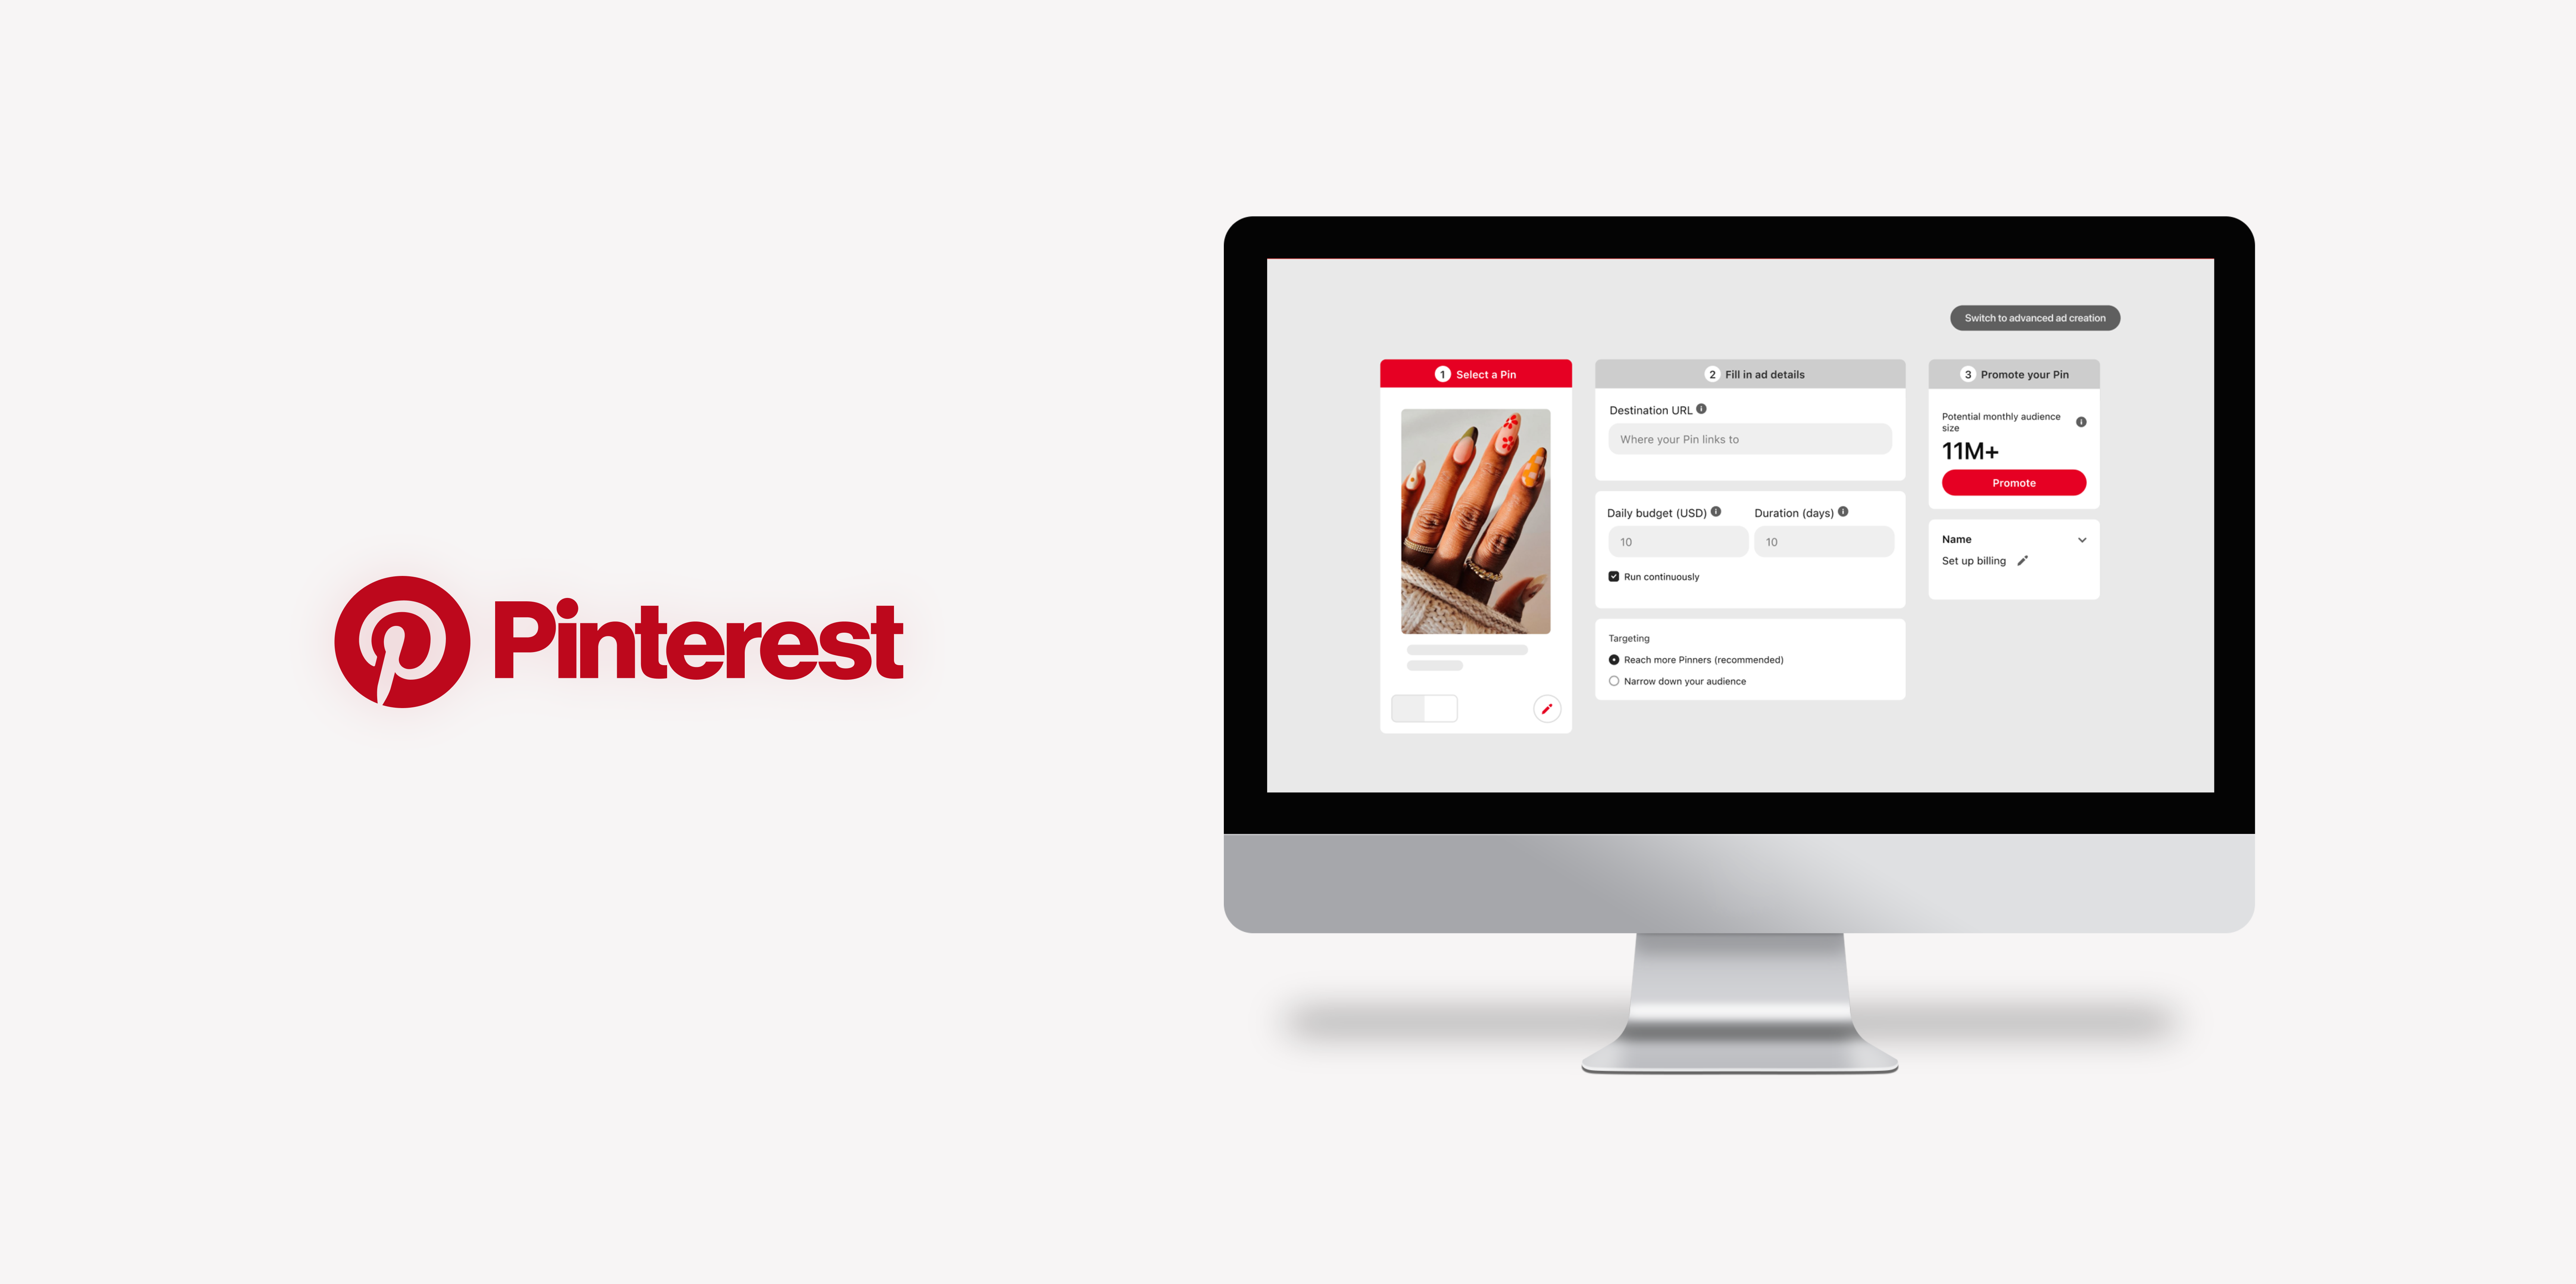 Pinterest
Switch to advanced ad creation
1 Select a Pin
2 Fill in ad details
Destination URL
Where your Pin links to
Daily budget (USD)
Duration (days)
10
10
Run continuously
Targeting
Reach more Pinners (recommended)
Narrow down your audience
3 Promote your Pin
Potential monthly audience
size
11M+
Promote
Name
Set up billing